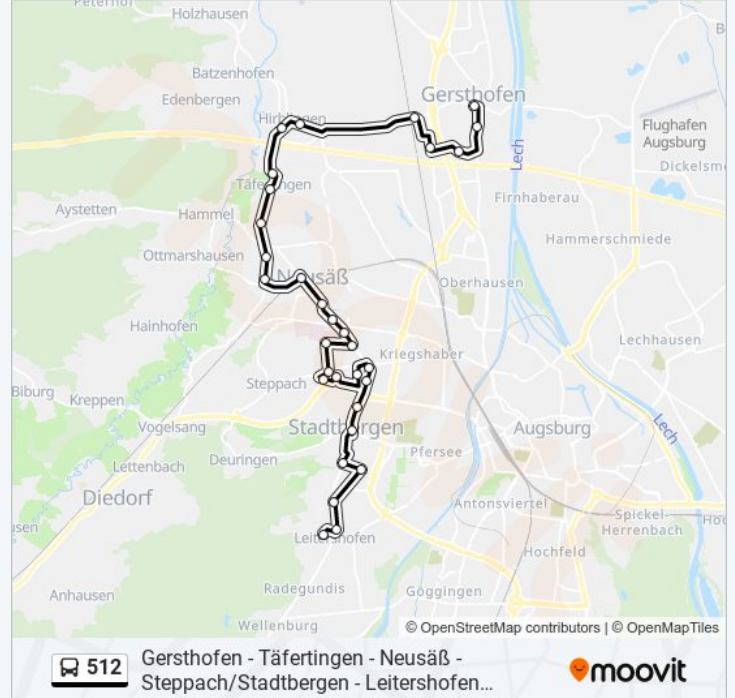 Peterhof
Holzhausen
Batzenhofen
Gersthofen
Edenbergen
Hirblingen
Flughafen
Augsburg
Lech
Täfertingen
Dickelsme
Firnhaberau
Aystetten
Hammel
Hammerschmiede
Ottmarshausen
Neusäß
Oberhausen
Hainhofen
Lechhausen
Kriegshaber
Steppach
Biburg
Kreppen
Vogelsang
Stadtbergen
Augsburg
Lech
Pfersee
Deuringen
Lettenbach
Diedorf
Antonsviertel
Spickel-
Herrenbach
Leitershofen
Hochfeld
Radegundis
Anhausen
Göggingen
Wellenburg
© OpenStreetMap contributors | © OpenMapTiles
512
Gersthofen - Täfertingen - Neusäß -
Steppach/Stadtbergen - Leitershofen...
moovit